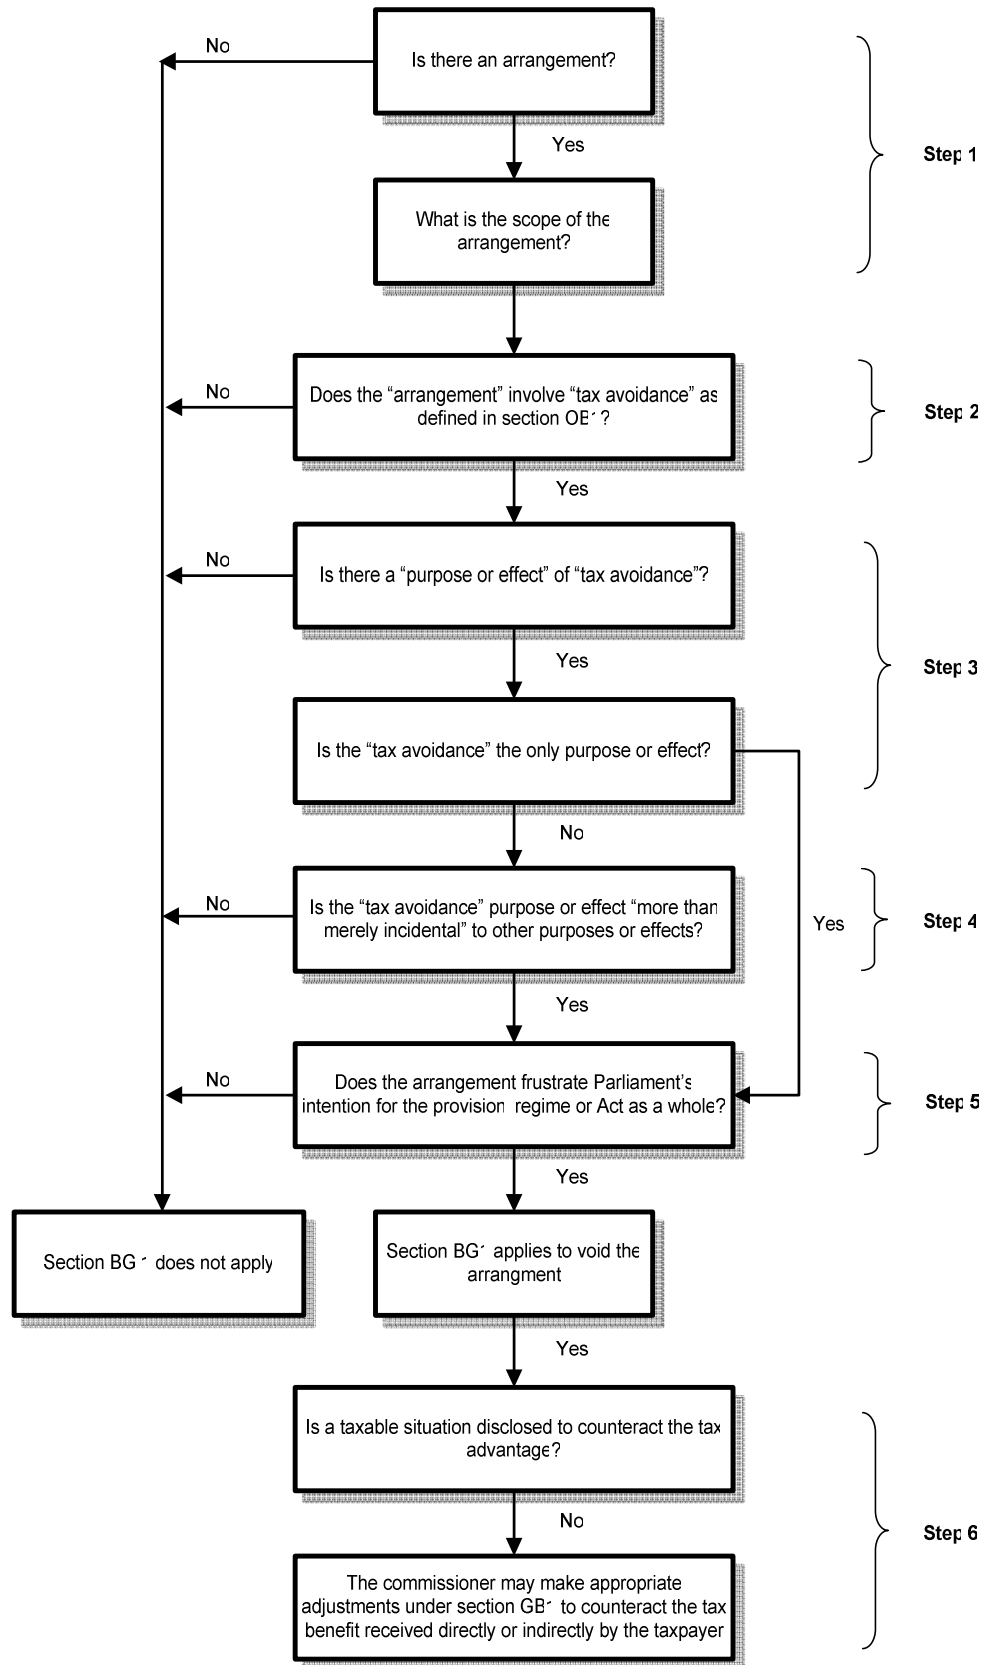 No
Is there an arrangement?
Yes
Step 1
What is the scope of the
arrangement?
No
Does the “arrangement” involve “tax avoidance” as
defined in section OB1?
Step 2
Yes
No
Is there a “purpose or effect” of “tax avoidance”?
Yes
Step 3
Is the “tax avoidance” the only purpose or effect?
No
No
Is the “tax avoidance” purpose or effect “more than
merely incidental” to other purposes or effects?
Yes
Step 4
Yes
No
Does the arrangement frustrate Parliament’s
intention for the provision regime or Act as a whole?
Step 5
Yes
Section BG1 does not apply
Section BG1 applies to void the
arrangment
Yes
Is a taxable situation disclosed to counteract the tax
advantage?
No
Step 6
The commissioner may make appropriate
adjustments under section GB1 to counteract the tax
benefit received directly or indirectly by the taxpayer